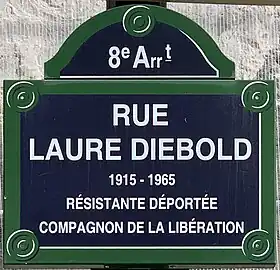 8e Arrt
RUE
LAURE DIEBOLD
1915 - 1965
RÉSISTANTE DÉPORTÉE
COMPAGNON DE LA LIBÉRATION